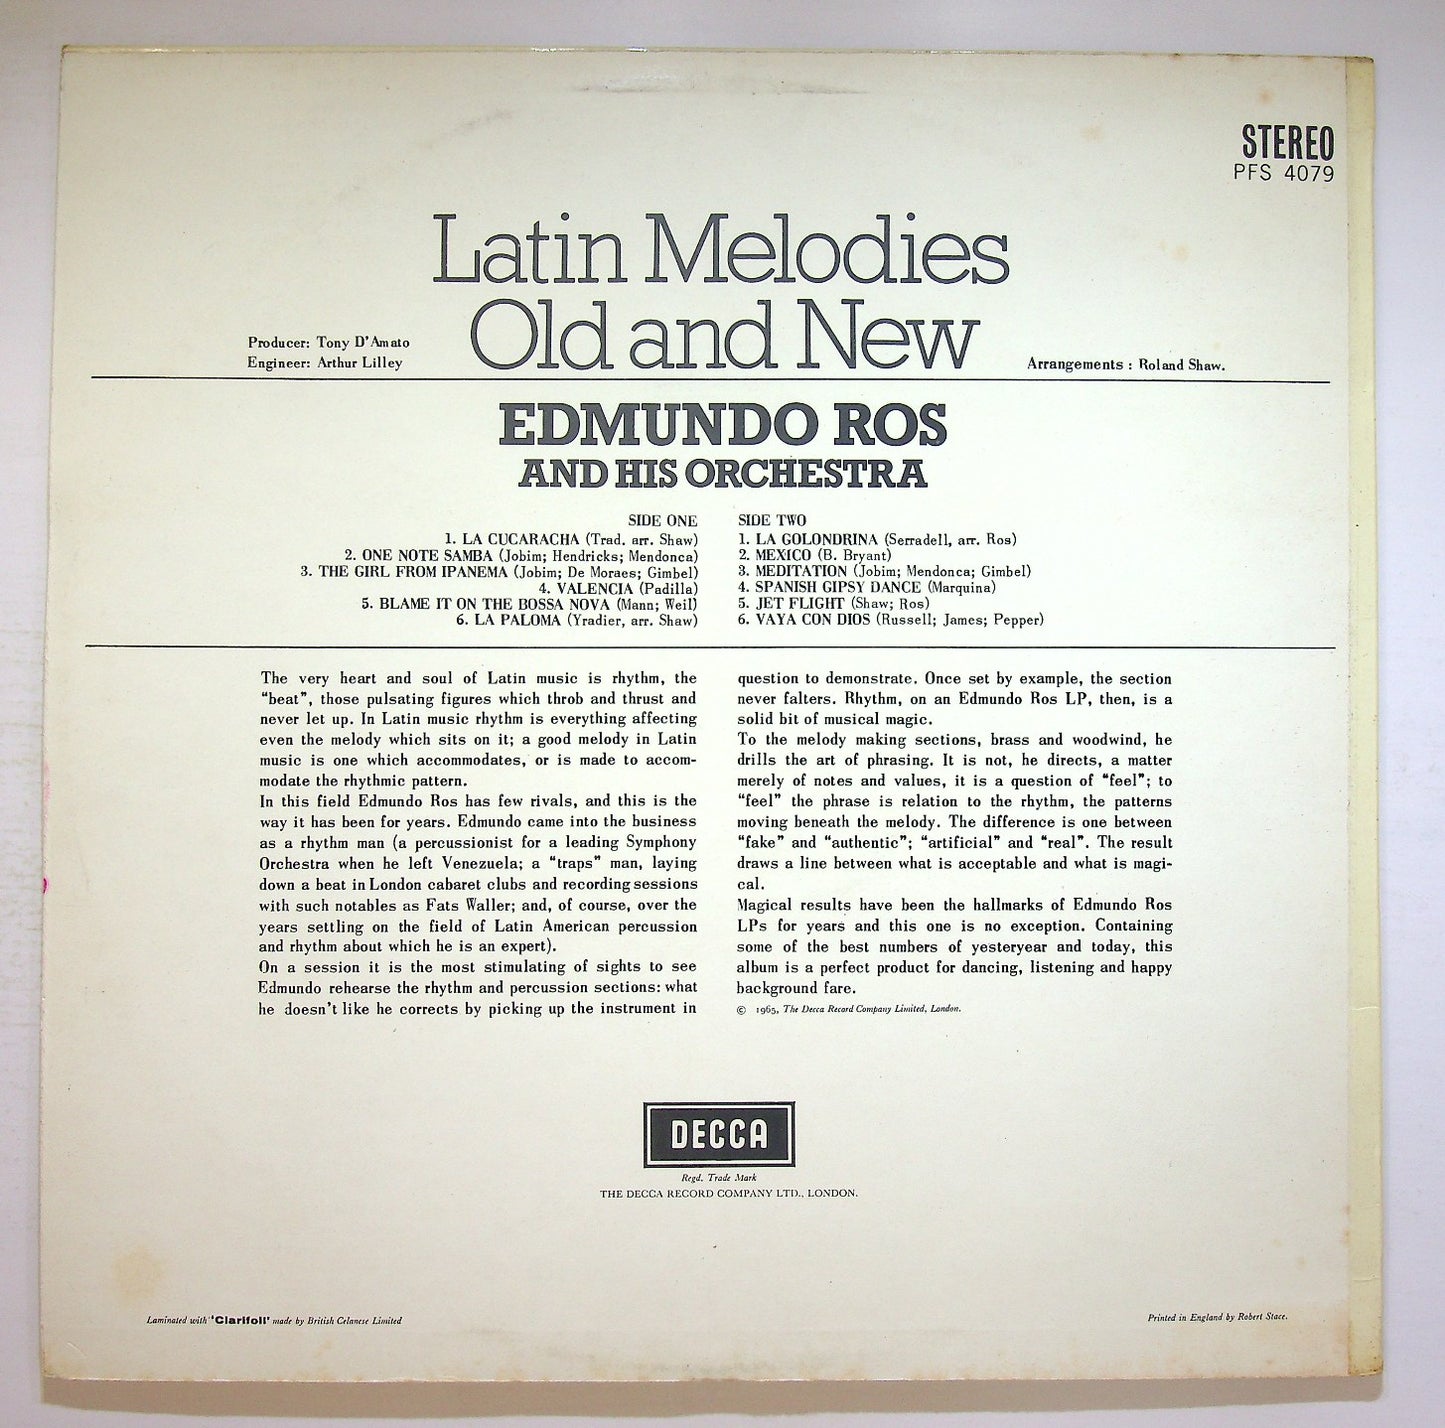 STEREO
PFS 4079
Latin Melodies
Old and New
Producer: Tony D'Amato
Engineer: Arthur Lilley
Arrangements : Roland Shaw.
EDMUNDO ROS
AND HIS ORCHESTRA
SIDE ONE
1. LA CUCARACHA (Trad. arr. Shaw)
2. ONE NOTE SAMBA (Jobim; Hendricks; Mendonca)
3. THE GIRL FROM IPANEMA (Jobim; De Moraes; Gimbel)
4. VALENCIA (Padilla)
5. BLAME IT ON THE BOSSA NOVA (Mann; Weil)
6. LA PALOMA (Yradier, arr. Shaw)
SIDE TWO
1. LA GOLONDRINA (Serradell, arr. Ros)
2. MEXICO (B. Bryant)
3. MEDITATION (Jobim; Mendonca; Gimbel)
4. SPANISH GIPSY DANCE (Marquina)
5. JET FLIGHT (Shaw; Ros)
6. VAYA CON DIOS (Russell; James; Pepper)
The very heart and soul of Latin music is rhythm, the
“beat”, those pulsating figures which throb and thrust and
never let up. In Latin music rhythm is everything affecting
even the melody which sits on it; a good melody in Latin
music is one which accommodates, or is made to accom-
modate the rhythmic pattern.
In this field Edmundo Ros has few rivals, and this is the
way it has been for years. Edmundo came into the business
as a rhythm man (a percussionist for a leading Symphony
Orchestra when he left Venezuela; a “traps” man, laying
down a beat in London cabaret clubs and recording sessions
with such notables as Fats Waller; and, of course, over the
years settling on the field of Latin American percussion
and rhythm about which he is an expert).
On a session it is the most stimulating of sights to see
Edmundo rehearse the rhythm and percussion sections: what
he doesn't like he corrects by picking up the instrument in
question to demonstrate. Once set by example, the section
never falters. Rhythm, on an Edmundo Ros LP, then, is a
solid bit of musical magic.
To the melody making sections, brass and woodwind, he
drills the art of phrasing. It is not, he directs, a matter
merely of notes and values, it is a question of “feel”; to
“feel” the phrase is relation to the rhythm, the patterns
moving beneath the melody. The difference is one between
“fake” and “authentic”; “artificial” and “real”. The result
draws a line between what is acceptable and what is magi-
cal.
Magical results have been the hallmarks of Edmundo Ros
LPs for years and this one is no exception. Containing
some of the best numbers of yesteryear and today, this
album is a perfect product for dancing, listening and happy
background fare.
© 1965, The Decca Record Company Limited, London.
DECCA
Regd. Trade Mark
THE DECCA RECORD COMPANY LTD., LONDON.
Laminated with 'Clarifoil' made by British Celanese Limited
Printed in England by Robert Stace.